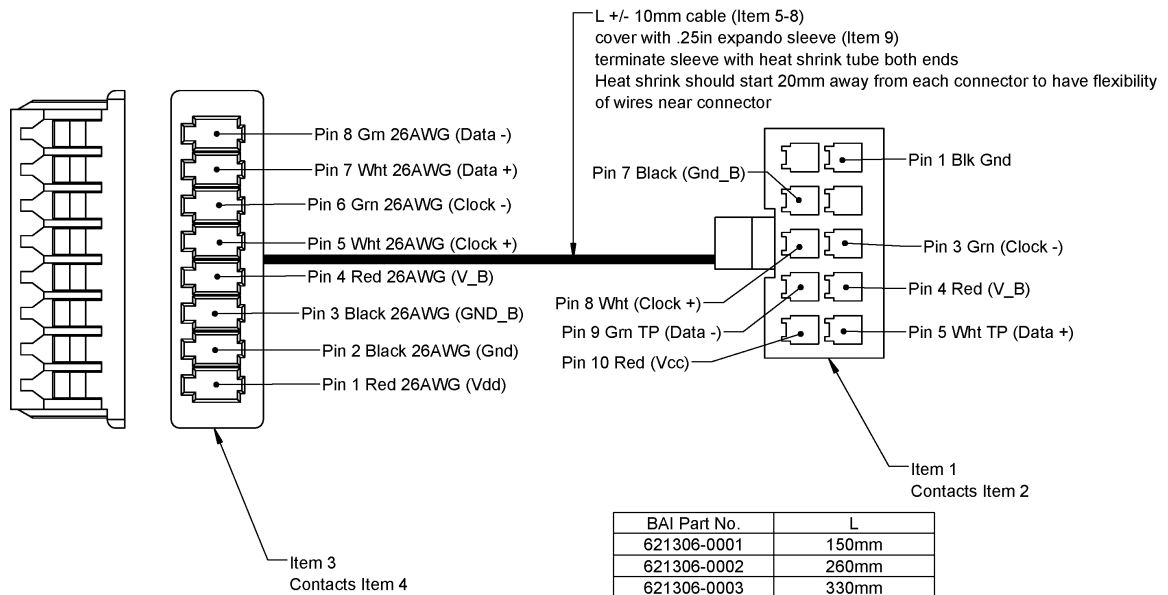 L +/- 10mm cable (Item 5-8)
cover with .25in expando sleeve (Item 9)
terminate sleeve with heat shrink tube both ends
Heat shrink should start 20mm away from each connector to have flexibility
of wires near connector
Pin 8 Grn 26AWG (Data -)
Pin 7 Wht 26AWG (Data +)
Pin 6 Grn 26AWG (Clock -)
Pin 5 Wht 26AWG (Clock +)
Pin 4 Red 26AWG (V_B)
Pin 3 Black 26AWG (GND_B)
Pin 2 Black 26AWG (Gnd)
Pin 1 Red 26AWG (Vdd)
Pin 7 Black (Gnd_B)
Pin 8 Wht (Clock +)
Pin 9 Grn TP (Data -)
Pin 10 Red (Vcc)
Pin 1 Blk Gnd
Pin 3 Grn (Clock -)
Pin 4 Red (V_B)
Pin 5 Wht TP (Data +)
Item 1
Contacts Item 2
Item 3
Contacts Item 4
BAI Part No. L
621306-0001 150mm
621306-0002 260mm
621306-0003 330mm